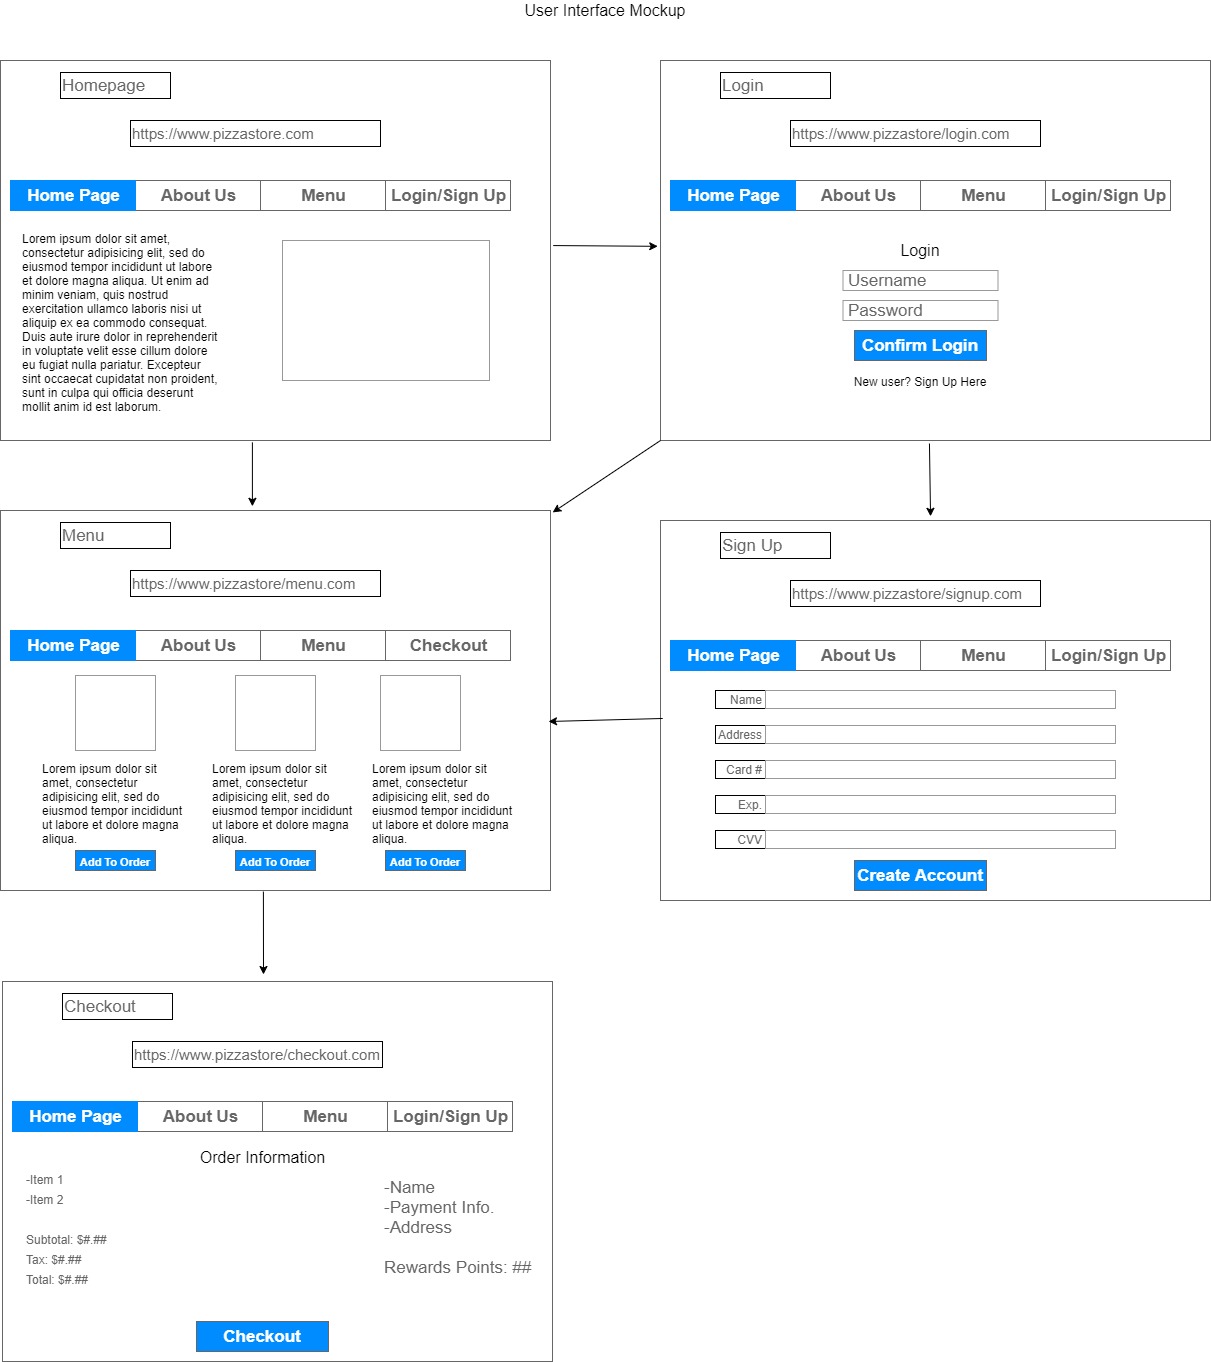 User Interface Mockup
Homepage
https://www.pizzastore.com
Home Page About Us Menu Login/Sign Up
Lorem ipsum dolor sit amet,
consectetur adipisicing elit, sed do
eiusmod tempor incididunt ut labore
et dolore magna aliqua. Ut enim ad
minim veniam, quis nostrud
exercitation ullamco laboris nisi ut
aliquip ex ea commodo consequat.
Duis aute irure dolor in reprehenderit
in voluptate velit esse cillum dolore
eu fugiat nulla pariatur. Excepteur
sint occaecat cupidatat non proident,
sunt in culpa qui officia deserunt
mollit anim id est laborum.
Login
https://www.pizzastore/login.com
Home Page About Us Menu Login/Sign Up
Login
Username
Password
Confirm Login
New user? Sign Up Here
Menu
https://www.pizzastore/menu.com
Home Page About Us Menu Checkout
Lorem ipsum dolor sit
amet, consectetur
adipisicing elit, sed do
eiusmod tempor incididunt
ut labore et dolore magna
aliqua.
Add To Order
Lorem ipsum dolor sit
amet, consectetur
adipisicing elit, sed do
eiusmod tempor incididunt
ut labore et dolore magna
aliqua.
Add To Order
Lorem ipsum dolor sit
amet, consectetur
adipisicing elit, sed do
eiusmod tempor incididunt
ut labore et dolore magna
aliqua.
Add To Order
Sign Up
https://www.pizzastore/signup.com
Home Page About Us Menu Login/Sign Up
Name
Address
Card #
Exp.
CVV
Create Account
Checkout
https://www.pizzastore/checkout.com
Home Page About Us Menu Login/Sign Up
Order Information
-Item 1
-Item 2
Subtotal: $#.##
Tax: $#.##
Total: $#.##
-Name
-Payment Info.
-Address
Rewards Points: ##
Checkout